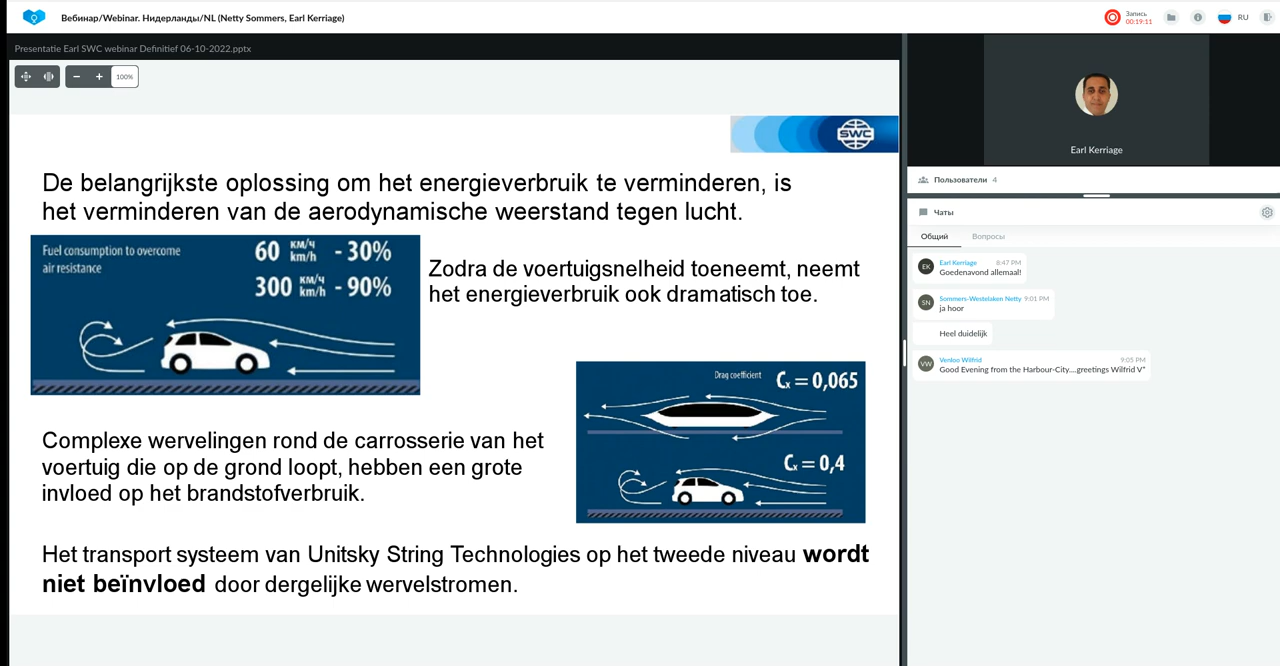 Вебинар/Webinar. Нидерланды/NL (Netty Sommers, Earl Kerriage)
Запись
00:19:11
RU
Presentatie Earl SWC webinar Definitief 06-10-2022.pptx
100%
SWC
De belangrijkste oplossing om het energieverbruik te verminderen, is
het verminderen van de aerodynamische weerstand tegen lucht.
Fuel consumption to overcome
air resistance
60 км/ч km/h - 30%
300 км/ч km/h - 90%
Zodra de voertuigsnelheid toeneemt, neemt
het energieverbruik ook dramatisch toe.
Drag coefficient Cx = 0,065
Cx = 0,4
Complexe wervelingen rond de carrosserie van het
voertuig die op de grond loopt, hebben een grote
invloed op het brandstofverbruik.
Het transport systeem van Unitsky String Technologies op het tweede niveau wordt
niet beïnvloed door dergelijke wervelstromen.
Earl Kerriage
Пользователи 4
Чаты
Общий Вопросы
EK Earl Kerriage 8:47 PM
Goedenavond allemaal!
SN Sommers-Westelaken Netty 9:01 PM
ja hoor
Heel duidelijk
VW Venloo Wilfrid 9:05 PM
Good Evening from the Harbour-City....greetings Wilfrid V"